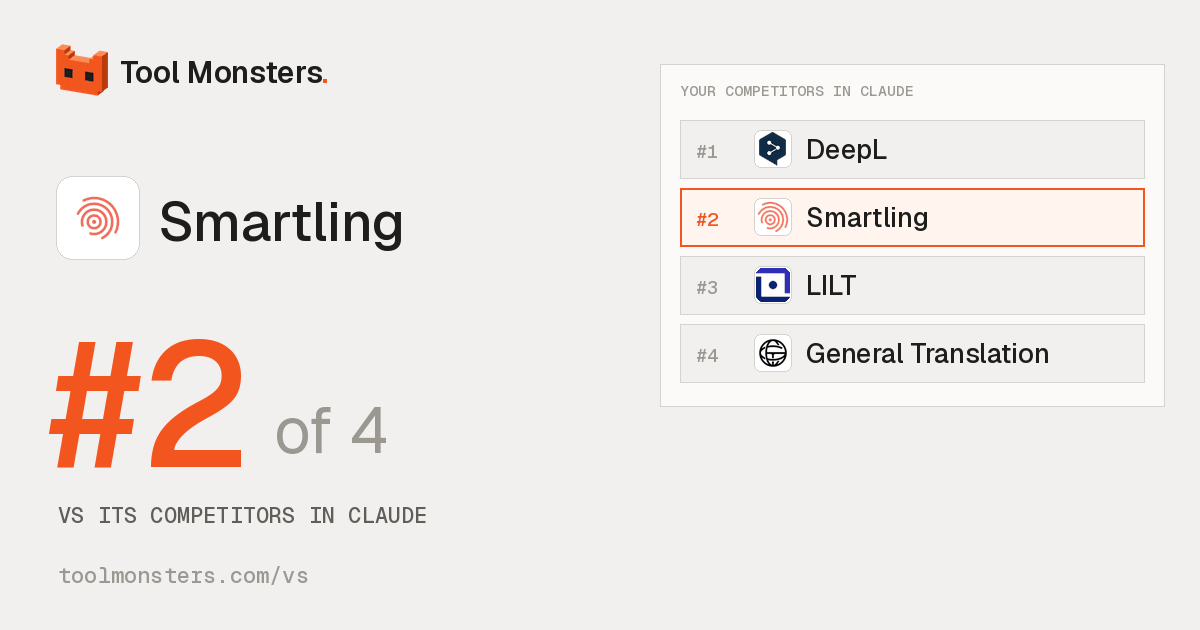 Tool Monsters.
Smartling
#2 of 4
VS ITS COMPETITORS IN CLAUDE
toolmonsters.com/vs
YOUR COMPETITORS IN CLAUDE
#1 DeepL
#2 Smartling
#3 LILT
#4 General Translation